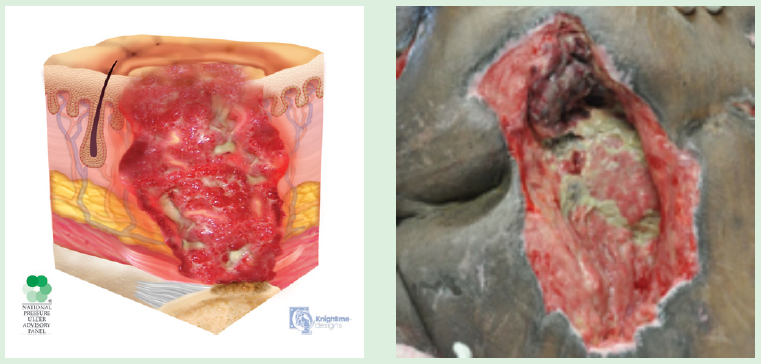 NATIONAL
PRESSURE
ULCER
ADVISORY
PANEL
Knightime
designs